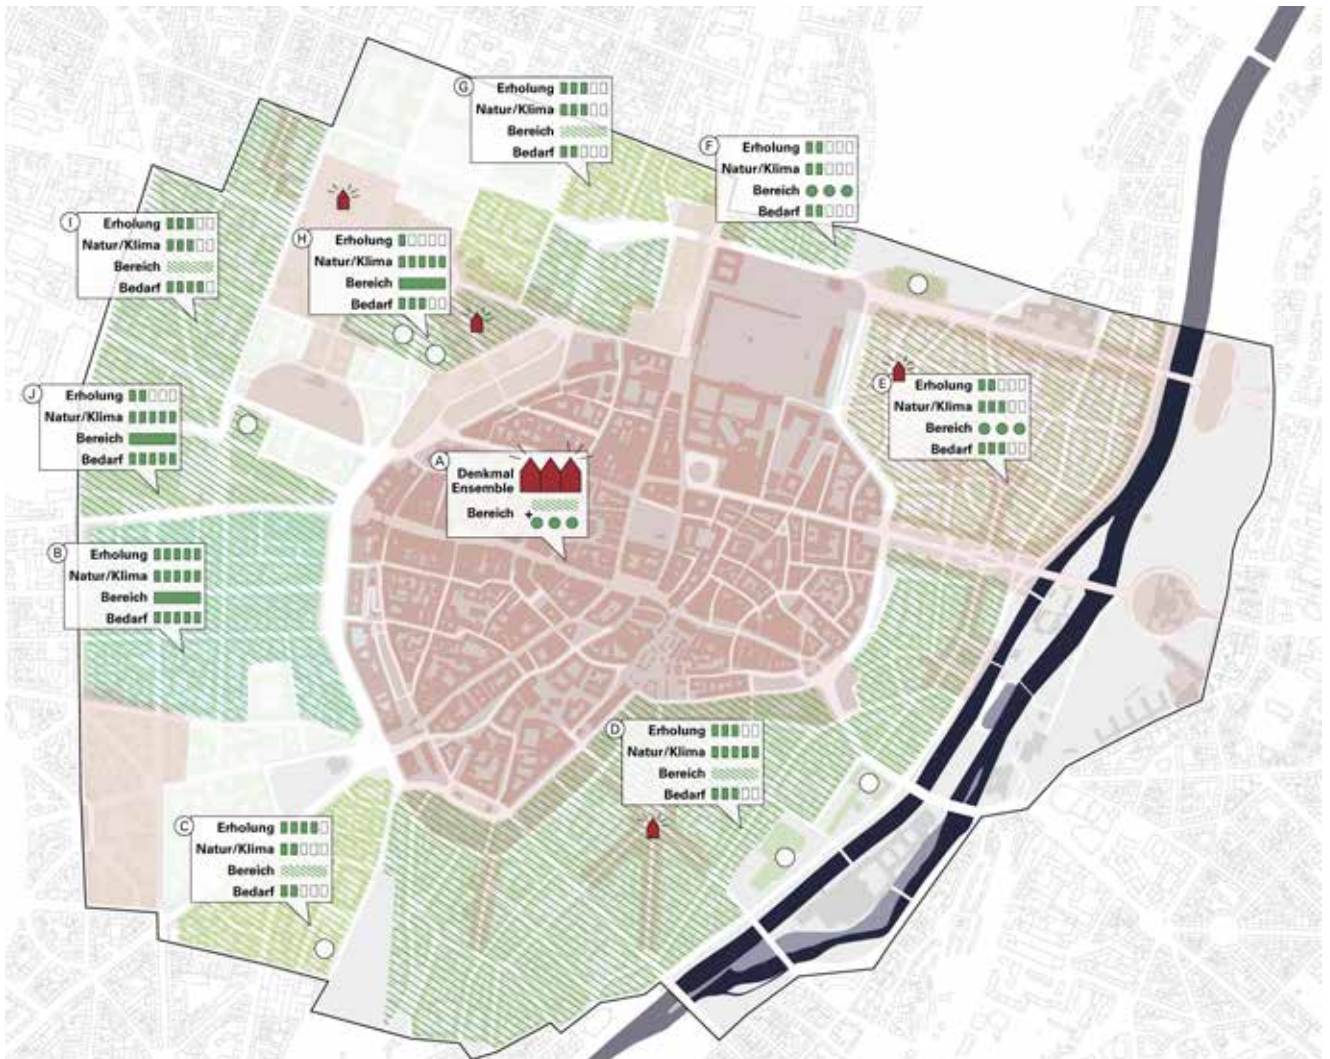 G
Erholung
Natur/Klima
Bereich
Bedarf
F
Erholung
Natur/Klima
Bereich
Bedarf
I
Erholung
Natur/Klima
Bereich
Bedarf
H
Erholung
Natur/Klima
Bereich
Bedarf
J
Erholung
Natur/Klima
Bereich
Bedarf
E
Erholung
Natur/Klima
Bereich
Bedarf
A
Denkmal
Ensemble
Bereich +
B
Erholung
Natur/Klima
Bereich
Bedarf
D
Erholung
Natur/Klima
Bereich
Bedarf
C
Erholung
Natur/Klima
Bereich
Bedarf